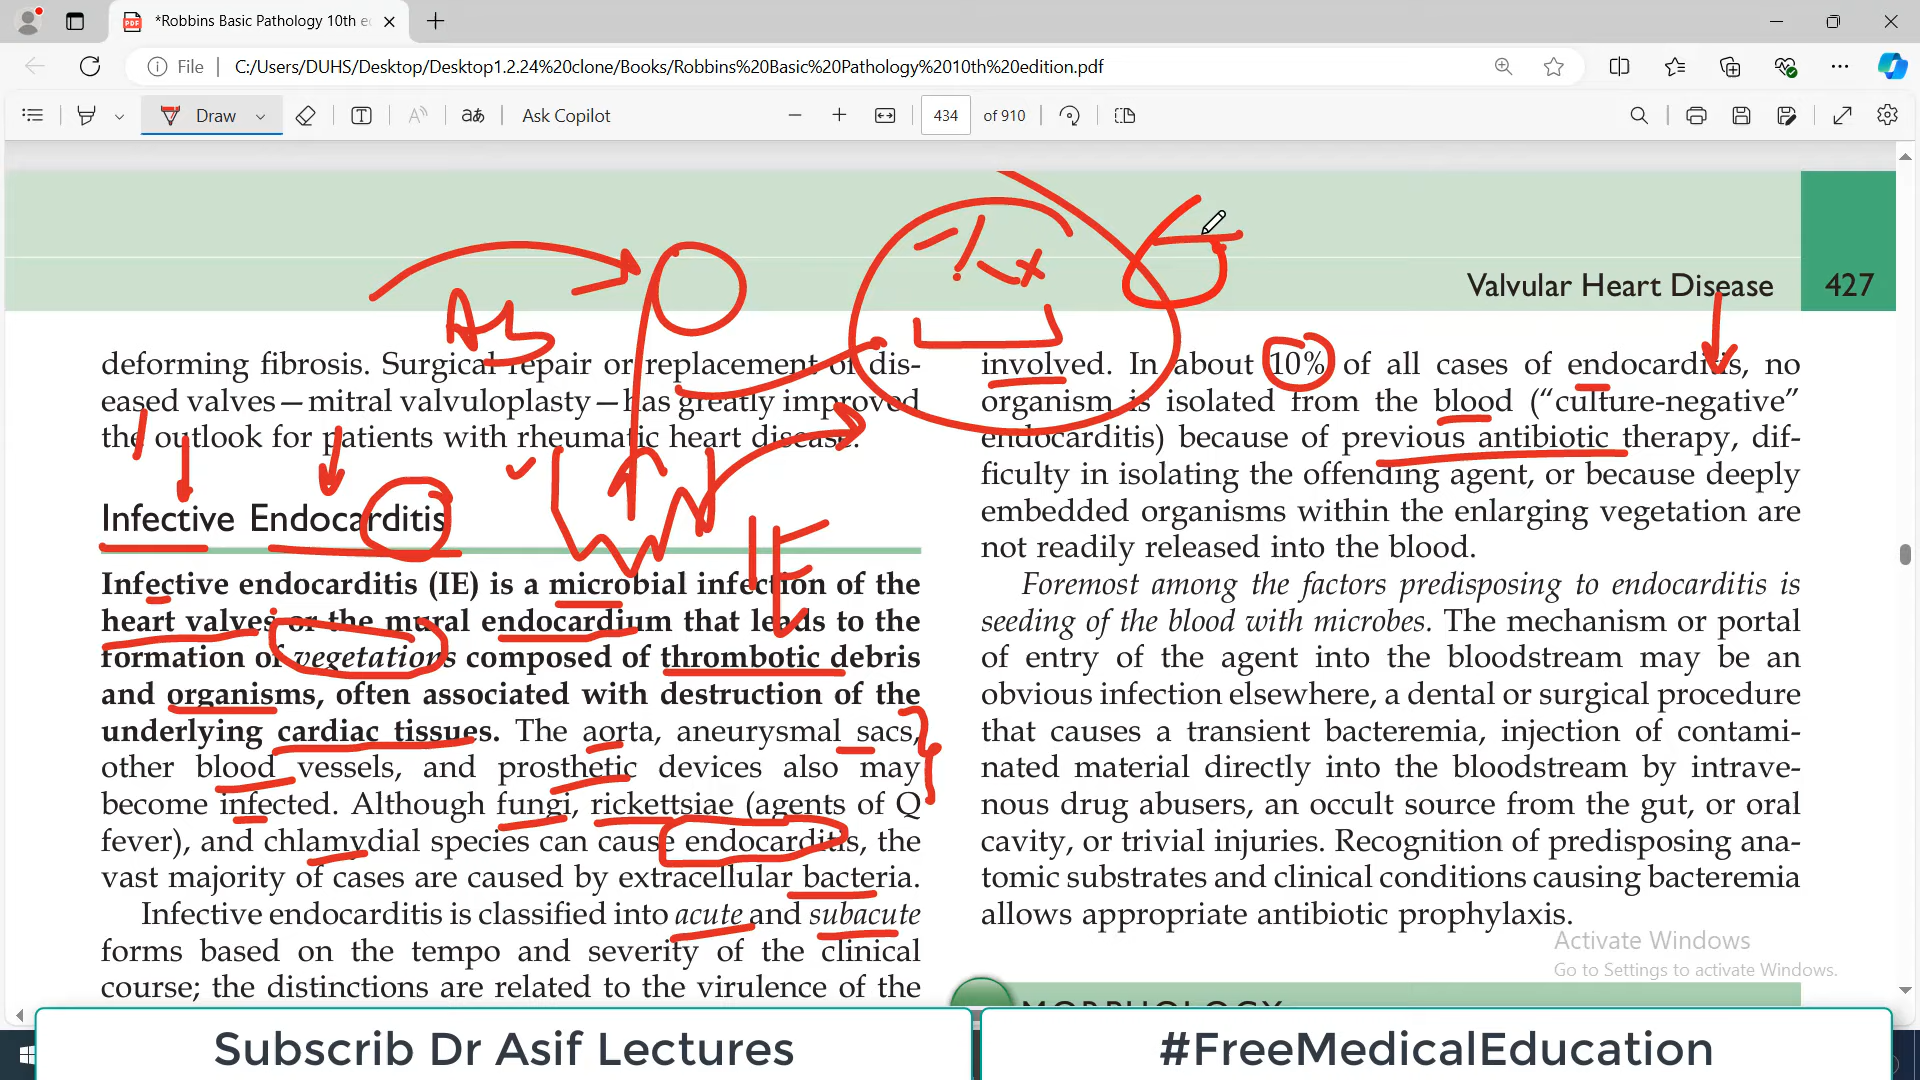 *Robbins Basic Pathology 10th e
File
C:/Users/DUHS/Desktop/Desktop1.2.24%20clone/Books/Robbins%20Basic%20Pathology%2010th%20edition.pdf
Draw
Ask Copilot
434 of 910
Valvular Heart Disease 427
deforming fibrosis. Surgical repair or replacement of dis-
eased valves—mitral valvuloplasty—has greatly improved
the outlook for patients with rheumatic heart disease.
Infective Endocarditis
IE
Infective endocarditis (IE) is a microbial infection of the
heart valves or the mural endocardium that leads to the
formation of vegetations composed of thrombotic debris
and organisms, often associated with destruction of the
underlying cardiac tissues. The aorta, aneurysmal sacs,
other blood vessels, and prosthetic devices also may
become infected. Although fungi, rickettsiae (agents of Q
fever), and chlamydial species can cause endocarditis, the
vast majority of cases are caused by extracellular bacteria.
Infective endocarditis is classified into acute and subacute
forms based on the tempo and severity of the clinical
course; the distinctions are related to the virulence of the
involved. In about 10% of all cases of endocarditis, no
organism is isolated from the blood (“culture-negative”
endocarditis) because of previous antibiotic therapy, dif-
ficulty in isolating the offending agent, or because deeply
embedded organisms within the enlarging vegetation are
not readily released into the blood.
Foremost among the factors predisposing to endocarditis is
seeding of the blood with microbes. The mechanism or portal
of entry of the agent into the bloodstream may be an
obvious infection elsewhere, a dental or surgical procedure
that causes a transient bacteremia, injection of contami-
nated material directly into the bloodstream by intrave-
nous drug abusers, an occult source from the gut, or oral
cavity, or trivial injuries. Recognition of predisposing ana-
tomic substrates and clinical conditions causing bacteremia
allows appropriate antibiotic prophylaxis.
MORPHOLOGY
Activate Windows
Go to Settings to activate Windows.
Subscrib Dr Asif Lectures
#FreeMedicalEducation